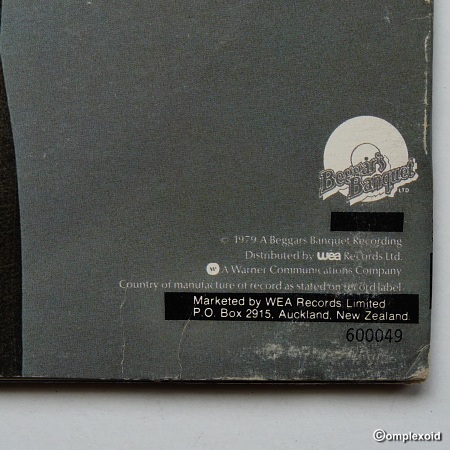 Beggars
Banquet
LTD
© 1979 A Beggars Banquet Recording
Distributed by wea Records Ltd.
W A Warner Communications Company
Country of manufacture of record as stated on record label
Marketed by WEA Records Limited
P.O. Box 2915, Auckland, New Zealand
600049
©omplexoid